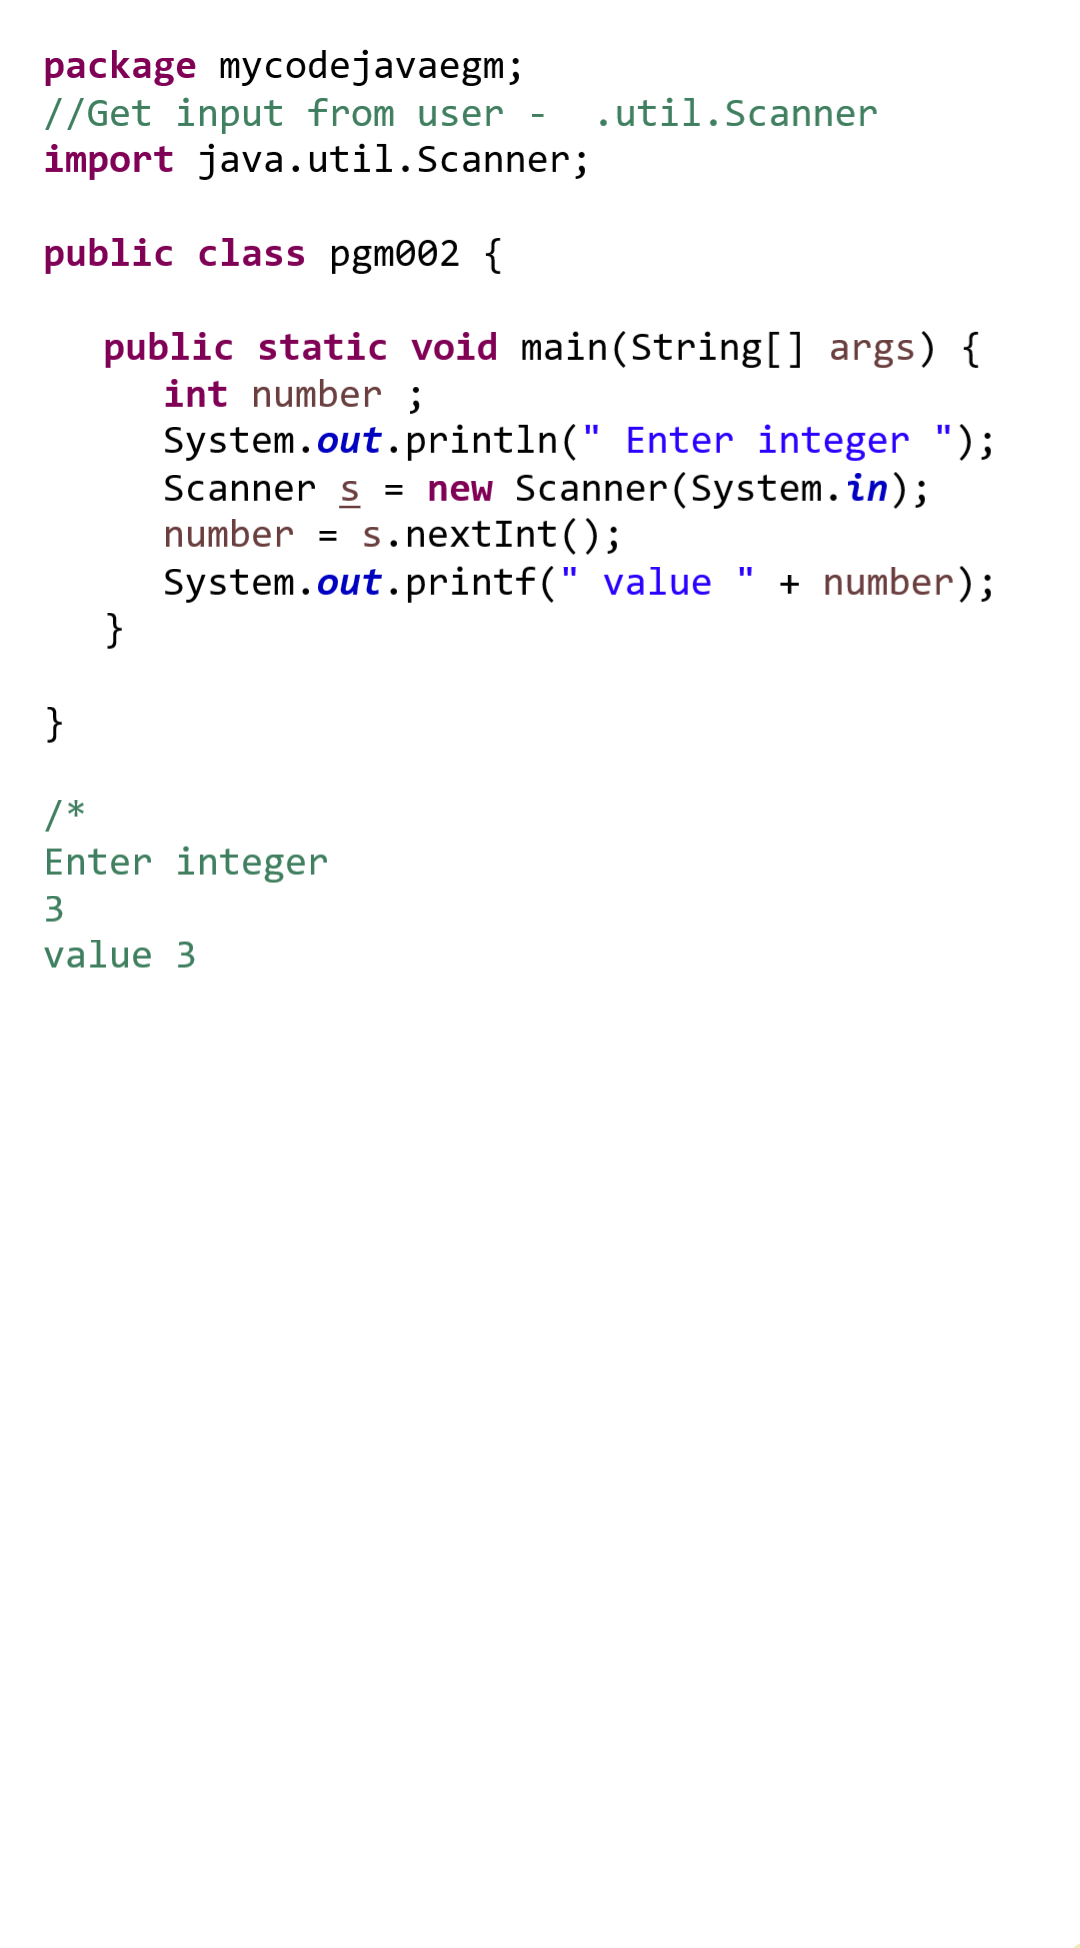 package mycodejavaegm;
//Get input from user -  .util.Scanner
import java.util.Scanner;
public class pgm002 {
public static void main(String[] args) {
int number ;
System.out.println(" Enter integer ");
Scanner s = new Scanner(System.in);
number = s.nextInt();
System.out.printf(" value " + number);
}
}
/*
Enter integer
3
value 3